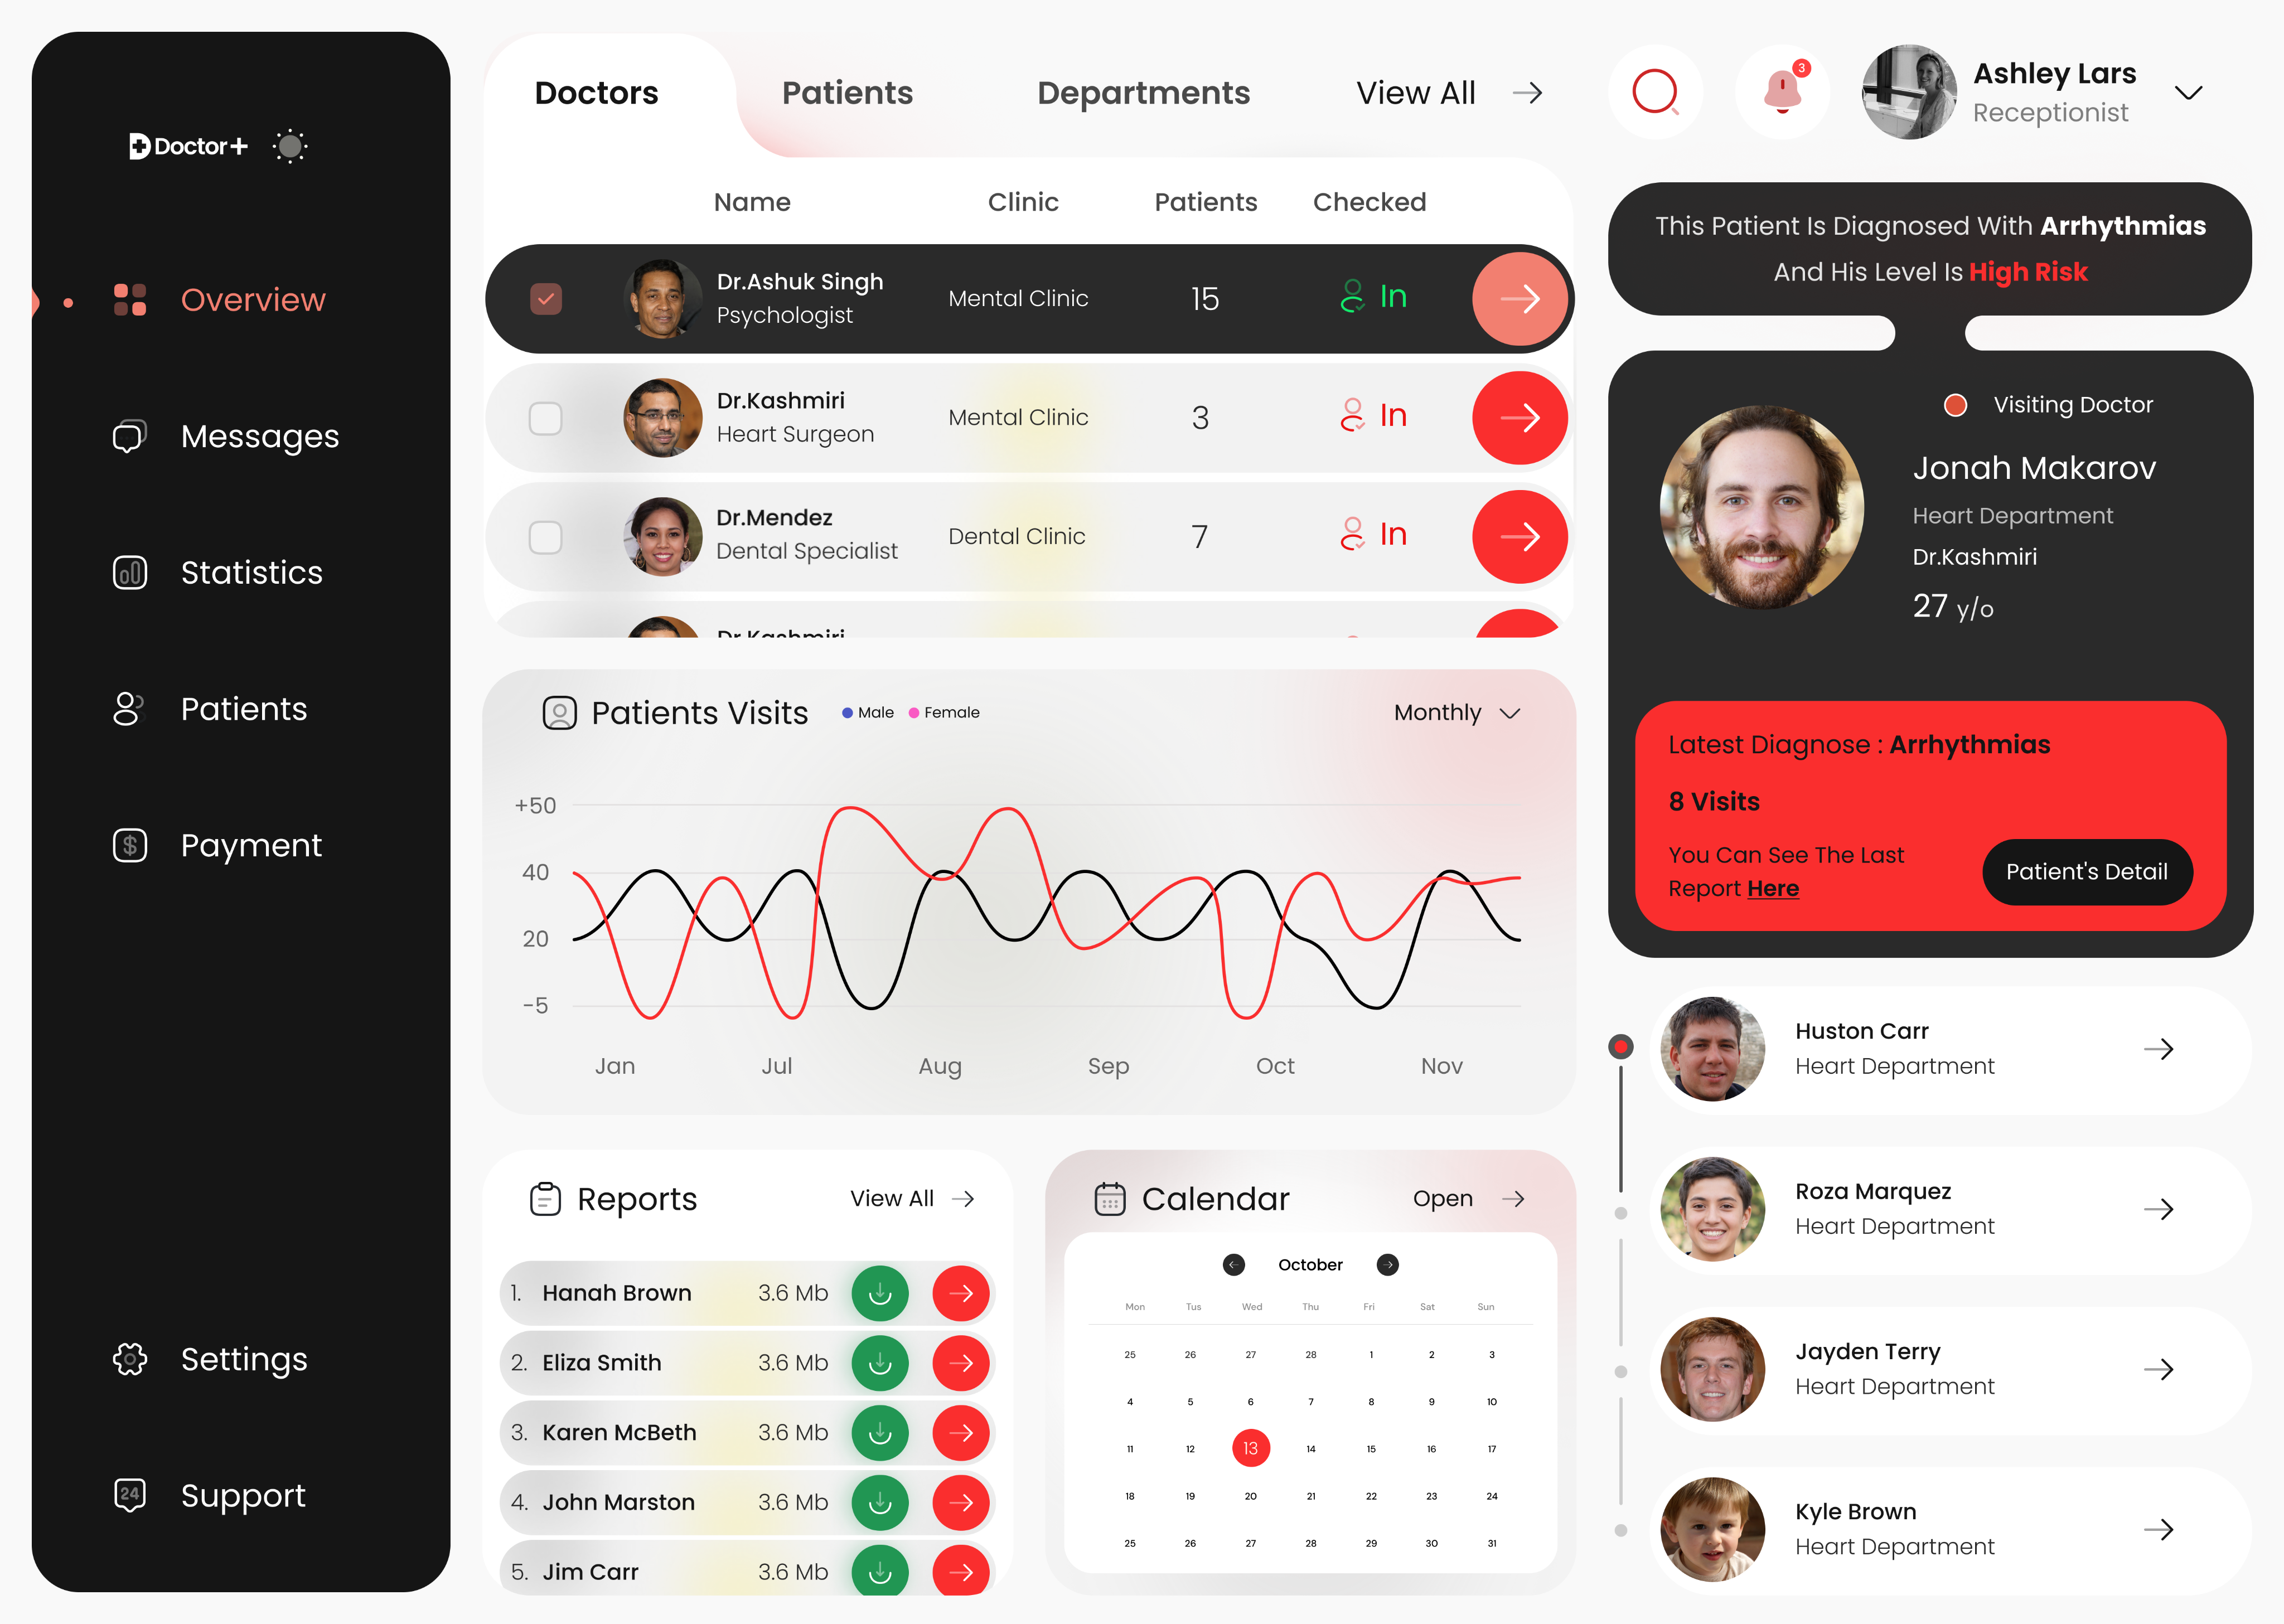 Doctor+
Overview
Messages
Statistics
Patients
Payment
Settings
24
Support
Doctors
Patients
Departments
View All
Name
Clinic
Patients
Checked
Dr.Ashuk Singh
Psychologist
Mental Clinic
15
In
Dr.Kashmiri
Heart Surgeon
Mental Clinic
3
In
Dr.Mendez
Dental Specialist
Dental Clinic
7
In
Dr.Kashmiri
Patients Visits
Male
Female
Monthly
+50
40
20
-5
Jan
Jul
Aug
Sep
Oct
Nov
Reports
View All
1. Hanah Brown 3.6 Mb
2. Eliza Smith 3.6 Mb
3. Karen McBeth 3.6 Mb
4. John Marston 3.6 Mb
5. Jim Carr 3.6 Mb
Calendar
Open
October
Mon Tus Wed Thu Fri Sat Sun
25 26 27 28 1 2 3
4 5 6 7 8 9 10
11 12 13 14 15 16 17
18 19 20 21 22 23 24
25 26 27 28 29 30 31
3
Ashley Lars
Receptionist
This Patient Is Diagnosed With Arrhythmias
And His Level Is High Risk
Visiting Doctor
Jonah Makarov
Heart Department
Dr.Kashmiri
27 y/o
Latest Diagnose : Arrhythmias
8 Visits
You Can See The Last
Report Here
Patient's Detail
Huston Carr
Heart Department
Roza Marquez
Heart Department
Jayden Terry
Heart Department
Kyle Brown
Heart Department